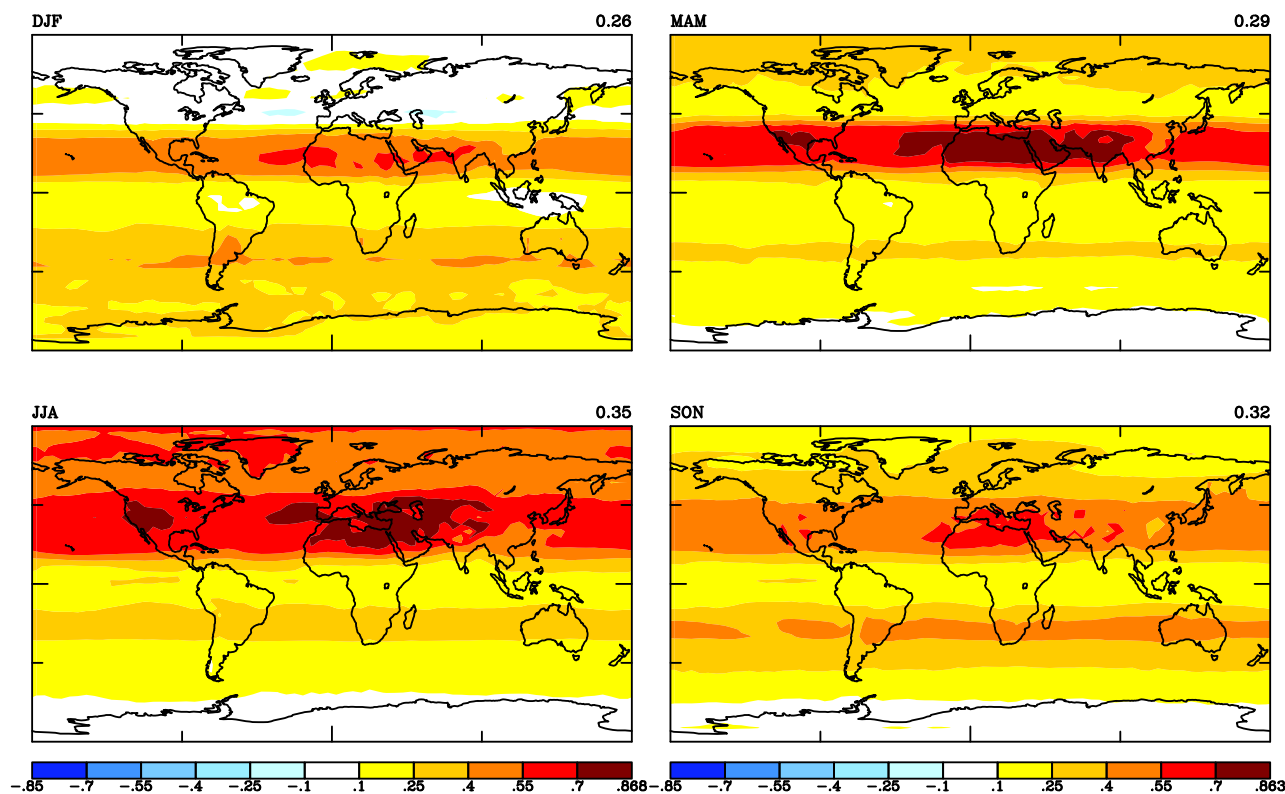 DJF 0.26
MAM 0.29
JJA 0.35
SON 0.32
-.85 -.7 -.55 -.4 -.25 -.1 .1 .25 .4 .55 .7 .868
-.85 -.7 -.55 -.4 -.25 -.1 .1 .25 .4 .55 .7 .863